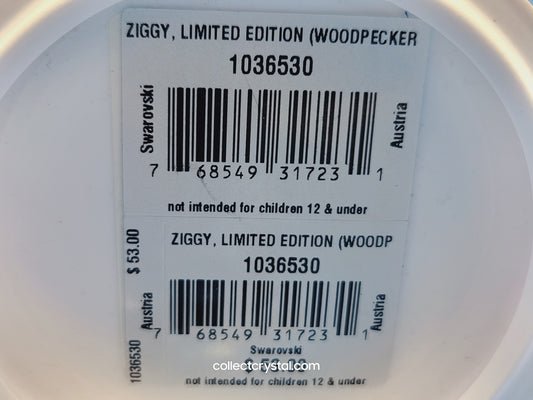 ZIGGY, LIMITED EDITION (WOODPECKER
1036530
Swarovski
Austria
7 68549 31723 1
not intended for children 12 & under
$ 53.00
ZIGGY, LIMITED EDITION (WOODP
1036530
Austria
Austria
7 68549 31723 1
1036530
Swarovski
collectcrystal.com
not intended for children 12 & under